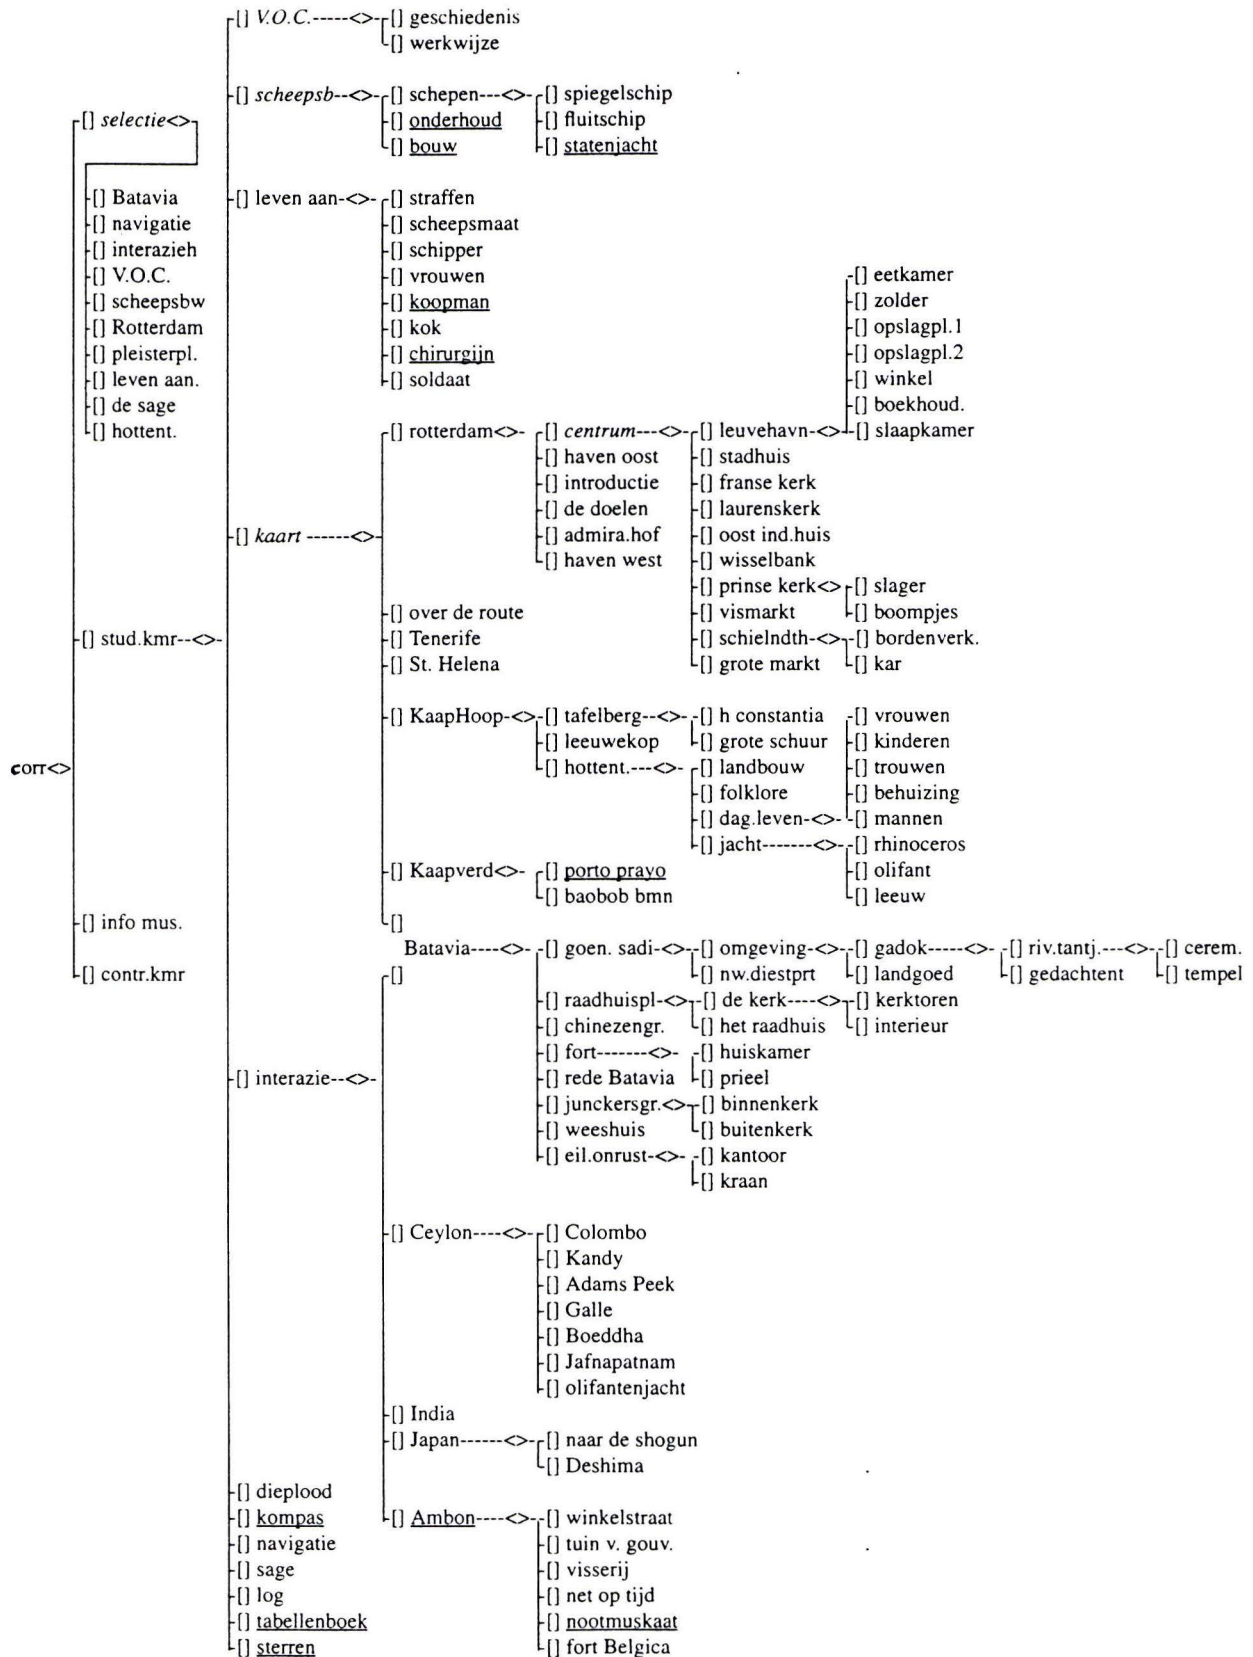 [] V.O.C.-----<>-[] geschiedenis
[] werkwijze
[] scheepsb--<>-[] schepen---<>-[] spiegelschip
[] selectie<> [] onderhoud [] fluitschip
[] bouw [] statenjacht
[] Batavia [] leven aan-<>-[] straffen
[] navigatie [] scheepsmaat
[] interazieh [] schipper
[] V.O.C. [] vrouwen [] eetkamer
[] scheepsbw [] koopman [] zolder
[] Rotterdam [] kok [] opslagpl.1
[] pleisterpl. [] chirurgijn [] opslagpl.2
[] leven aan. [] soldaat [] winkel
[] de sage [] boekhoud.
[] hottent. [] rotterdam<>-[] centrum---<>-[] leuvehavn-<>-[] slaapkamer
[] haven oost [] stadhuis
[] introductie [] franse kerk
[] de doelen [] laurenskerk
[] kaart ------<>- [] admira.hof [] oost ind.huis
[] haven west [] wisselbank
[] prinse kerk<>-[] slager
[] over de route [] vismarkt [] boompjes
[] stud.kmr--<>- [] Tenerife [] schielndth-<>-[] bordenverk.
[] St. Helena [] grote markt [] kar
[] KaapHoop-<>-[] tafelberg--<>-[] h constantia [] vrouwen
[] leeuwekop [] grote schuur [] kinderen
corr<> [] hottent.---<>-[] landbouw [] trouwen
[] folklore [] behuizing
[] dag.leven-<>-[] mannen
[] jacht-------<>-[] rhinoceros
[] Kaapverd<>-[] porto prayo [] olifant
[] baobob bmn [] leeuw
[] info mus. []
Batavia----<>-[] goen. sadi-<>-[] omgeving-<>-[] gadok-----<>-[] riv.tantj.---<>--[] cerem.
[] contr.kmr [] [] nw.diestprt [] landgoed [] gedachtent [] tempel
[] raadhuispl-<>-[] de kerk----<>-[] kerktoren
[] chinezengr. [] het raadhuis [] interieur
[] fort-------<>- [] huiskamer
[] interazie--<>- [] rede Batavia [] prieel
[] junckersgr.<>-[] binnenkerk
[] weeshuis [] buitenkerk
[] eil.onrust-<>-[] kantoor
[] kraan
[] Ceylon----<>-[] Colombo
[] Kandy
[] Adams Peek
[] Galle
[] Boeddha
[] Jafnapatnam
[] olifantenjacht
[] India
[] Japan------<>-[] naar de shogun
[] Deshima
[] dieplood
[] kompas [] Ambon----<>-[] winkelstraat
[] navigatie [] tuin v. gouv.
[] sage [] visserij
[] log [] net op tijd
[] tabellenboek [] nootmuskaat
[] sterren [] fort Belgica